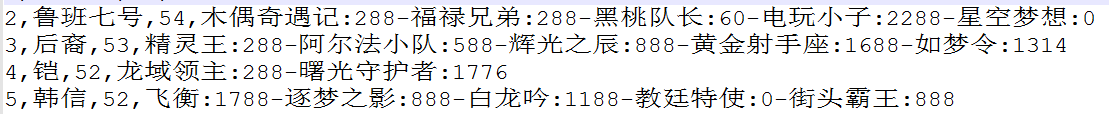 2,鲁班七号,54,木偶奇遇记:288-福禄兄弟:288-黑桃队长:60-电玩小子:2288-星空梦想:0
3,后裔,53,精灵王:288-阿尔法小队:588-辉光之辰:888-黄金射手座:1688-如梦令:1314
4,铠,52,龙域领主:288-曙光守护者:1776
5,韩信,52,飞衡:1788-逐梦之影:888-白龙吟:1188-教廷特使:0-街头霸王:888